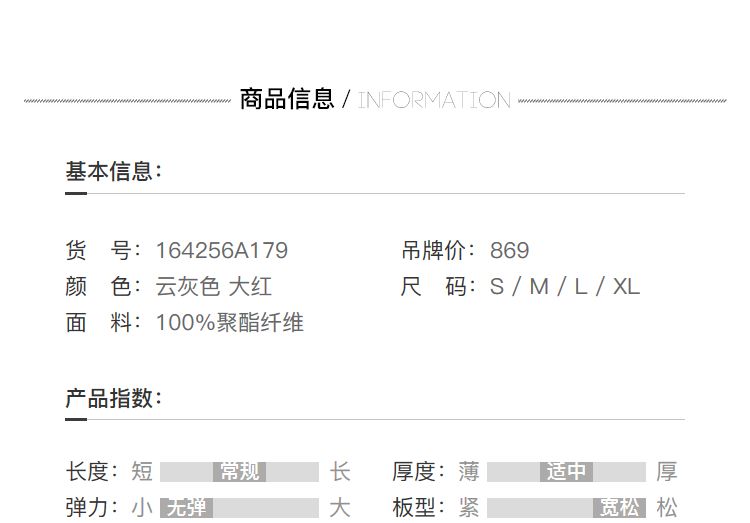 商品信息 / INFORMATION
基本信息：
货 号：164256A179 吊牌价：869
颜 色：云灰色 大红 尺 码：S / M / L / XL
面 料：100%聚酯纤维
产品指数：
长度：短 常规 长 厚度：薄 适中 厚
弹力：小 无弹 大 板型：紧 宽松 松